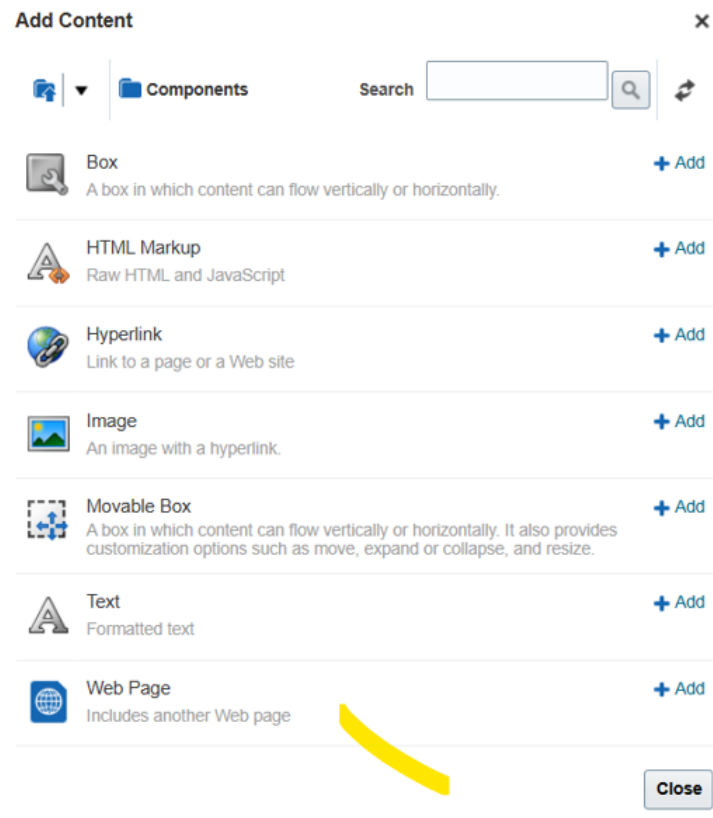 Add Content
Components
Search
Box
+ Add
A box in which content can flow vertically or horizontally.
HTML Markup
+ Add
Raw HTML and JavaScript
Hyperlink
+ Add
Link to a page or a Web site
Image
+ Add
An image with a hyperlink.
Movable Box
+ Add
A box in which content can flow vertically or horizontally. It also provides
customization options such as move, expand or collapse, and resize.
Text
+ Add
Formatted text
Web Page
+ Add
Includes another Web page
Close